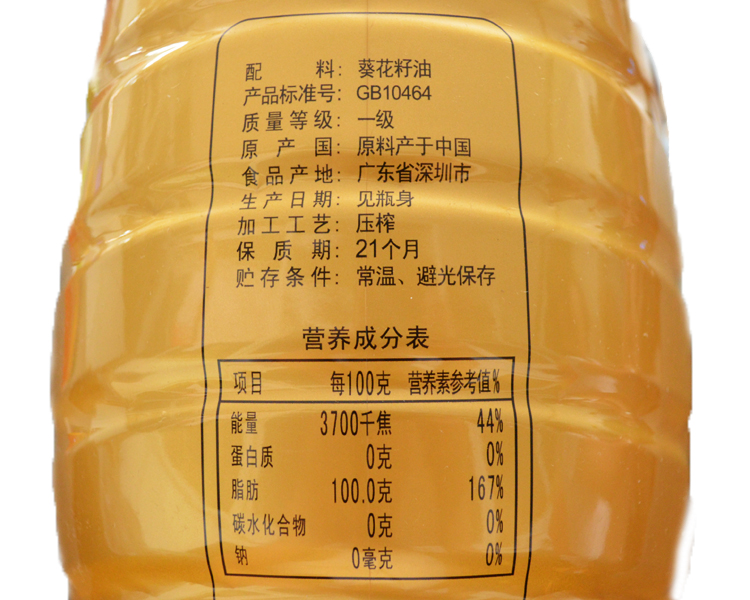 配料：葵花籽油
产品标准号：GB10464
质量等级：一级
原产国：原料产于中国
食品产地：广东省深圳市
生产日期：见瓶身
加工工艺：压榨
保质期：21个月
贮存条件：常温、避光保存
营养成分表
项目 每100克 营养素参考值%
能量 3700千焦 44%
蛋白质 0克 0%
脂肪 100.0克 167%
碳水化合物 0克 0%
钠 0毫克 0%